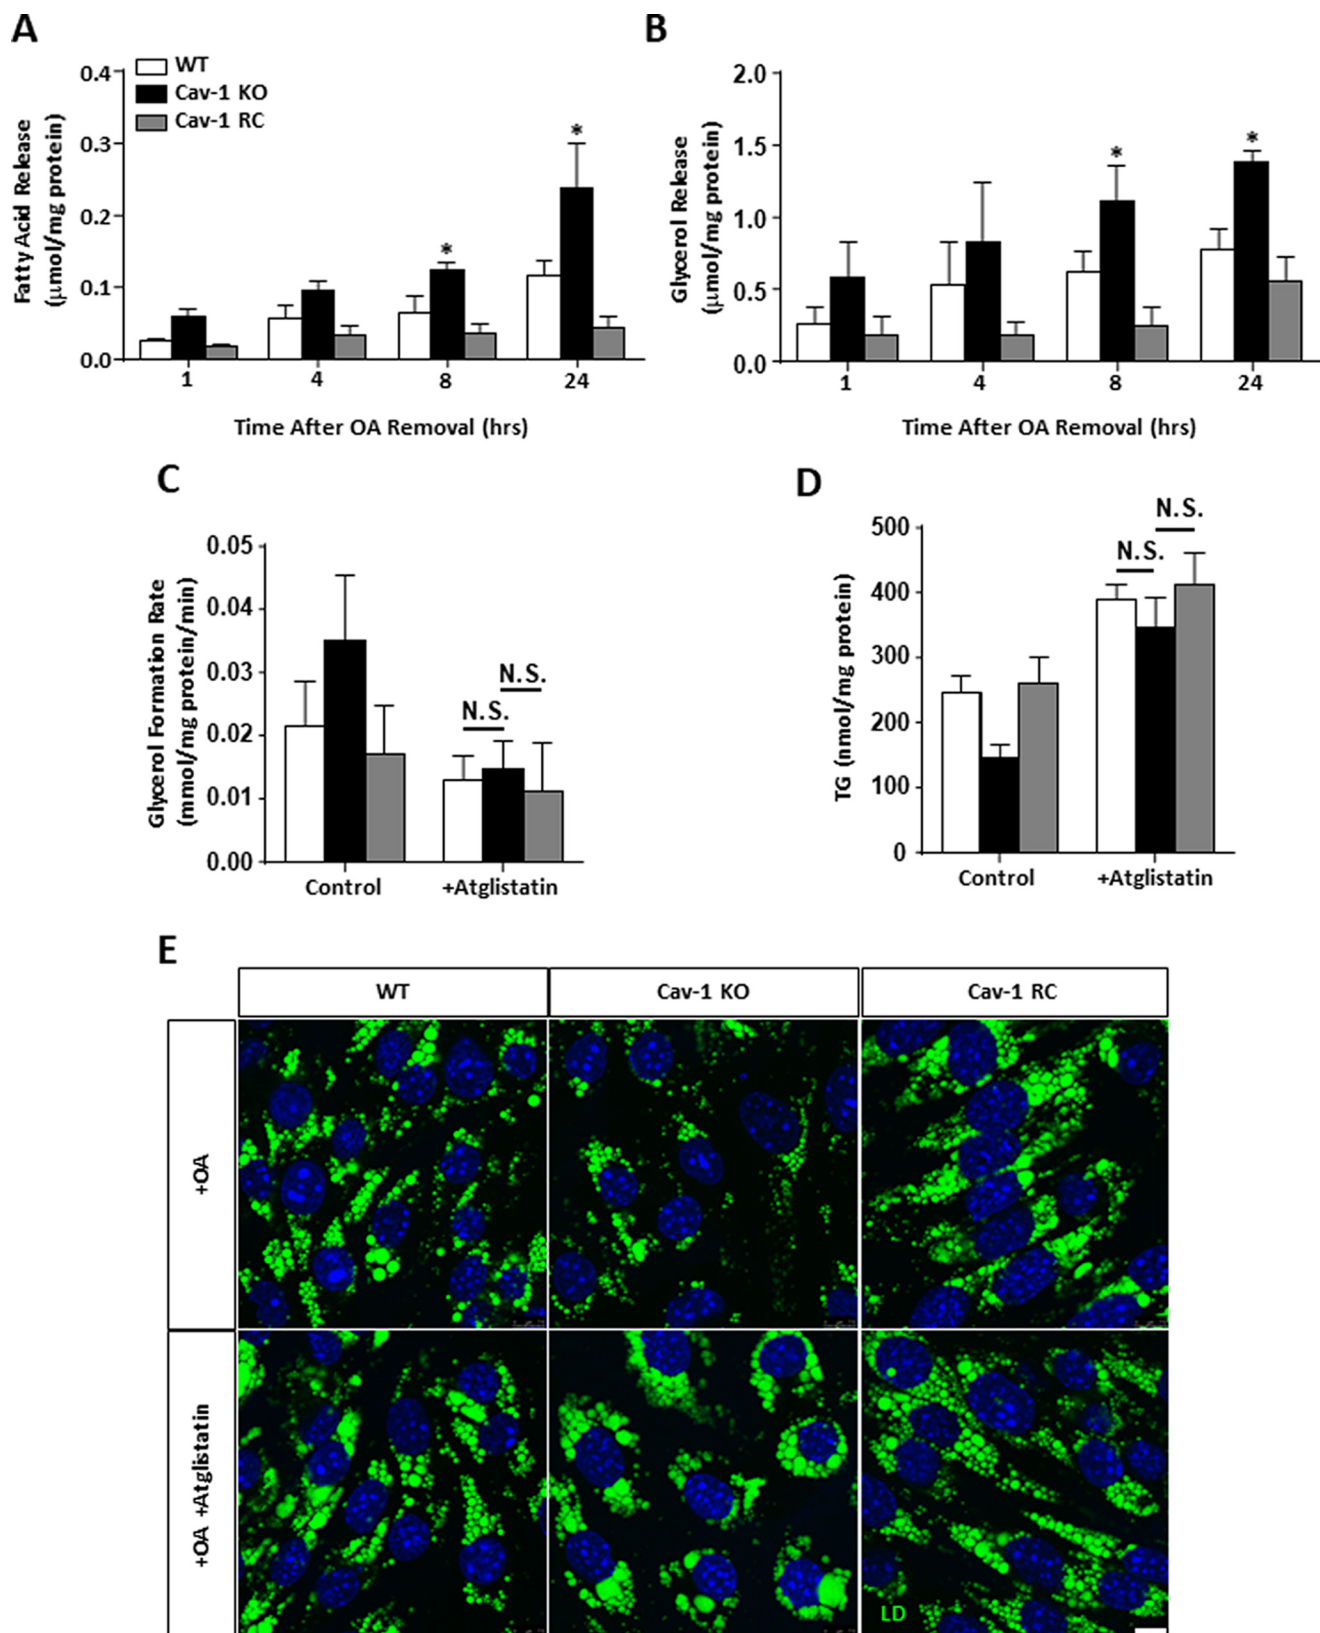 A
WT
Cav-1 KO
Cav-1 RC
0.4
0.3
0.2
0.1
0.0
Fatty Acid Release
(μmol/mg protein)
*
*
1 4 8 24
Time After OA Removal (hrs)
B
2.0
1.5
1.0
0.5
0.0
Glycerol Release
(μmol/mg protein)
*
*
1 4 8 24
Time After OA Removal (hrs)
C
0.05
0.04
0.03
0.02
0.01
0.00
Glycerol Formation Rate
(mmol/mg protein/min)
N.S.
N.S.
Control +Atglistatin
D
500
400
300
200
100
0
TG (nmol/mg protein)
N.S.
N.S.
Control +Atglistatin
E
WT Cav-1 KO Cav-1 RC
+OA
+OA +Atglistatin
LD